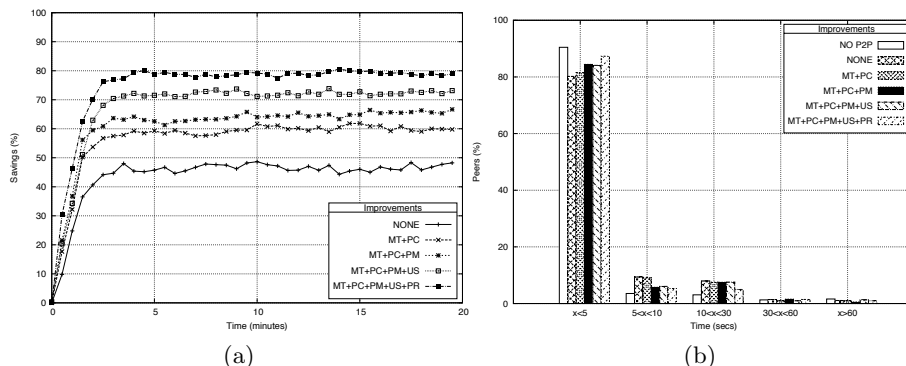 100
90
80
70
60
50
40
30
20
10
0
Savings (%)
0 5 10 15 20
Time (minutes)
Improvements
NONE
MT+PC
MT+PC+PM
MT+PC+PM+US
MT+PC+PM+US+PR
(a)
100
80
60
40
20
0
Peers (%)
x<5 5<x<10 10<x<30 30<x<60 x>60
Time (secs)
Improvements
NO P2P
NONE
MT+PC
MT+PC+PM
MT+PC+PM+US
MT+PC+PM+US+PR
(b)